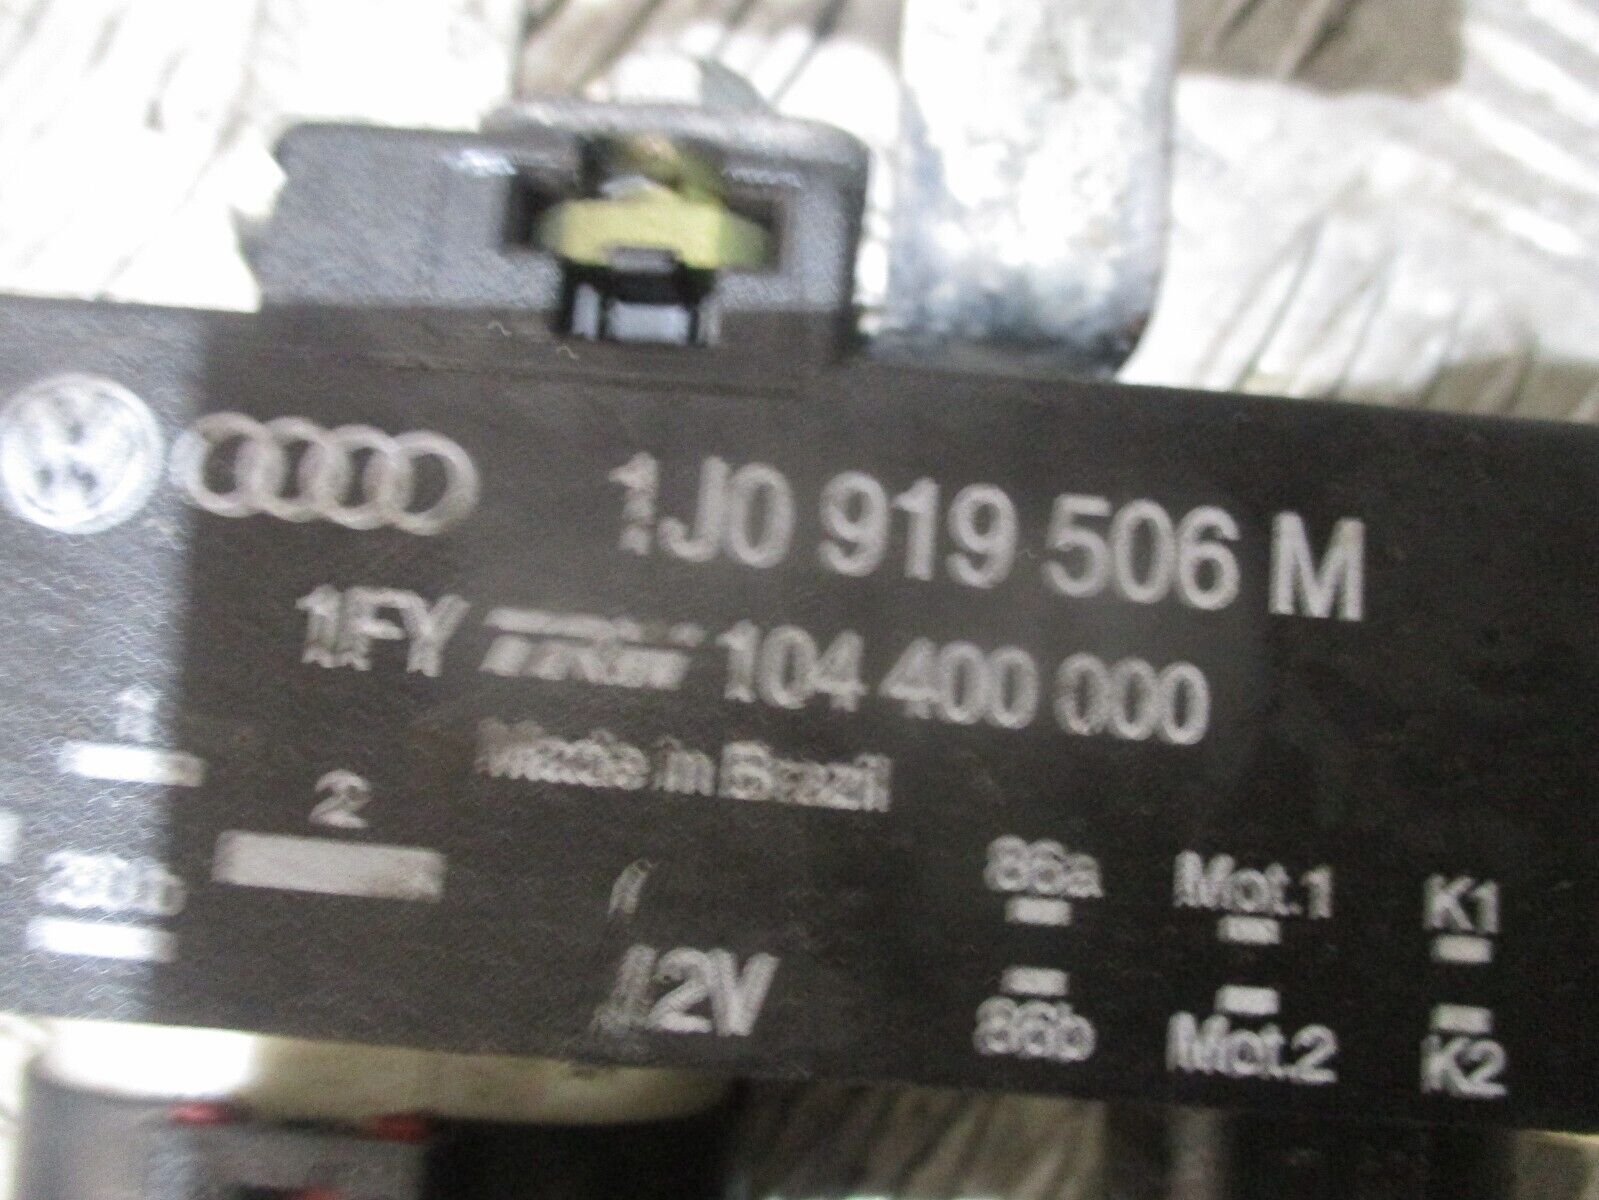 1J0 919 506 M
1FY TRW 104 400 000
Made in Brazil
2
86a Mot.1 K1
12V
86b Mot.2 K2